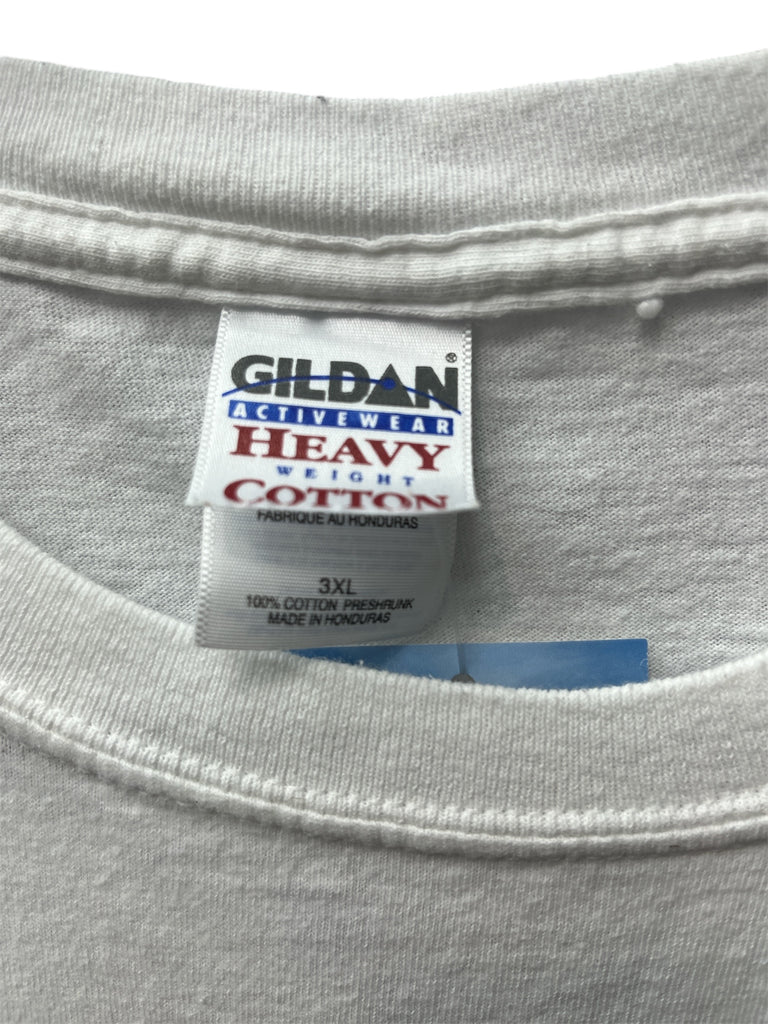 GILDAN®
ACTIVEWEAR
HEAVY
WEIGHT
COTTON
FABRIQUE AU HONDURAS
3XL
100% COTTON PRESHRUNK
MADE IN HONDURAS